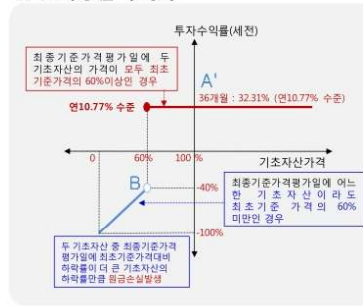 투자수익률(세전)
최종기준가격평가일에 두
기초자산의 가격이 모두 최초
기준가격의 60%이상인 경우
A'
36개월 : 32.31% (연10.77% 수준)
연10.77% 수준
0 60% 100 %
기초자산가격
B
-40%
최종기준가격평가일에 어느
한 기초자산이라도
최초기준 가격의 60%
미만인 경우
-100%
두 기초자산 중 최종기준가격
평가일에 최초기준가격대비
하락률이 더 큰 기초자산의
하락률만큼 원금손실발생